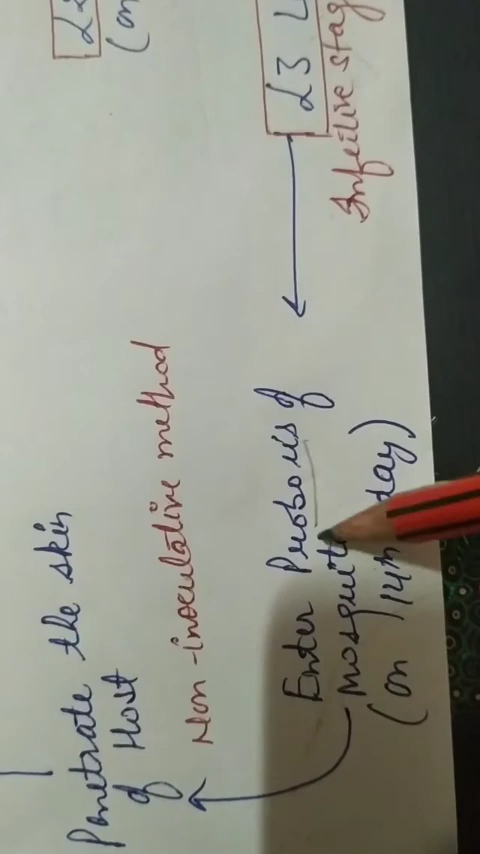 L2
(on
L3 L
Infective stag
Enter Probosis of
Mosquito
(on 14th day)
Penetrate the skin
of Host
Non-inoculative method